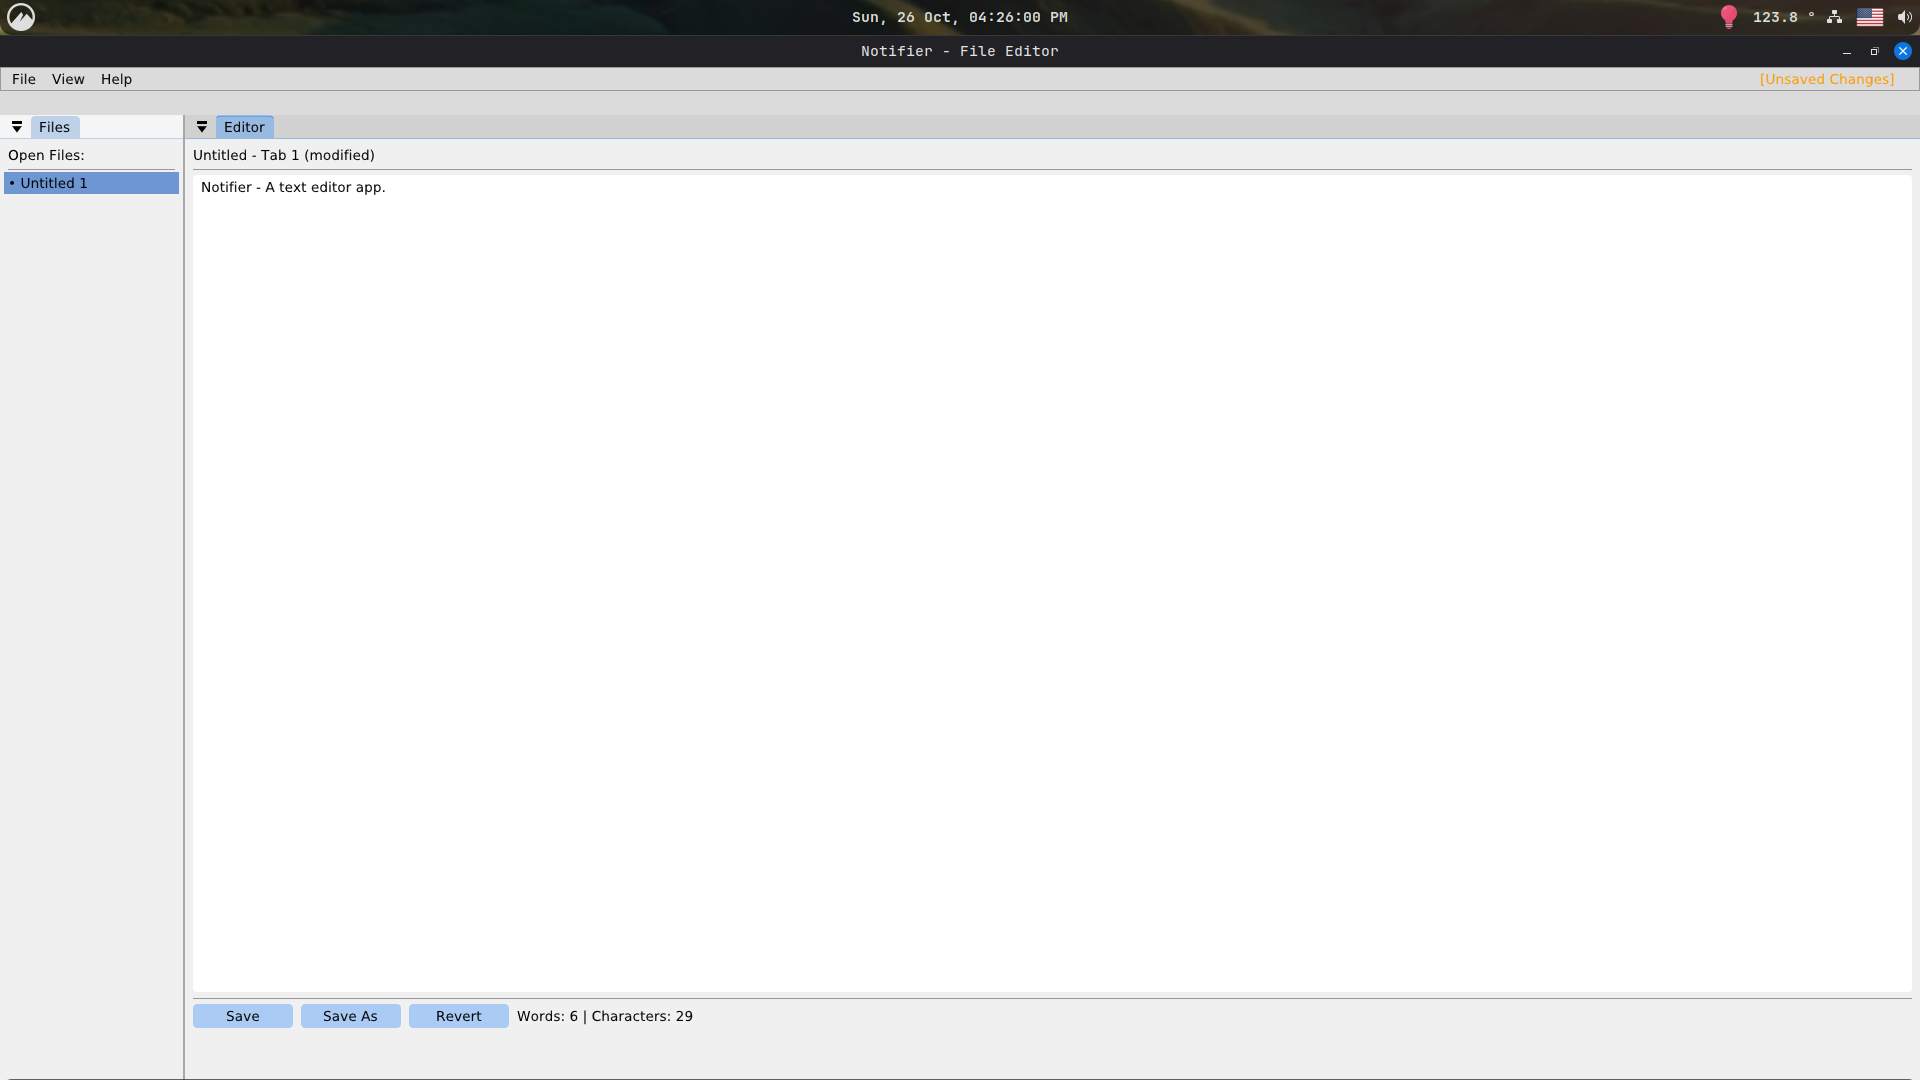 Sun, 26 Oct, 04:26:00 PM
123.8 °
Notifier - File Editor
File View Help
[Unsaved Changes]
Files
Editor
Open Files:
• Untitled 1
Untitled - Tab 1 (modified)
Notifier - A text editor app.
Save
Save As
Revert
Words: 6 | Characters: 29